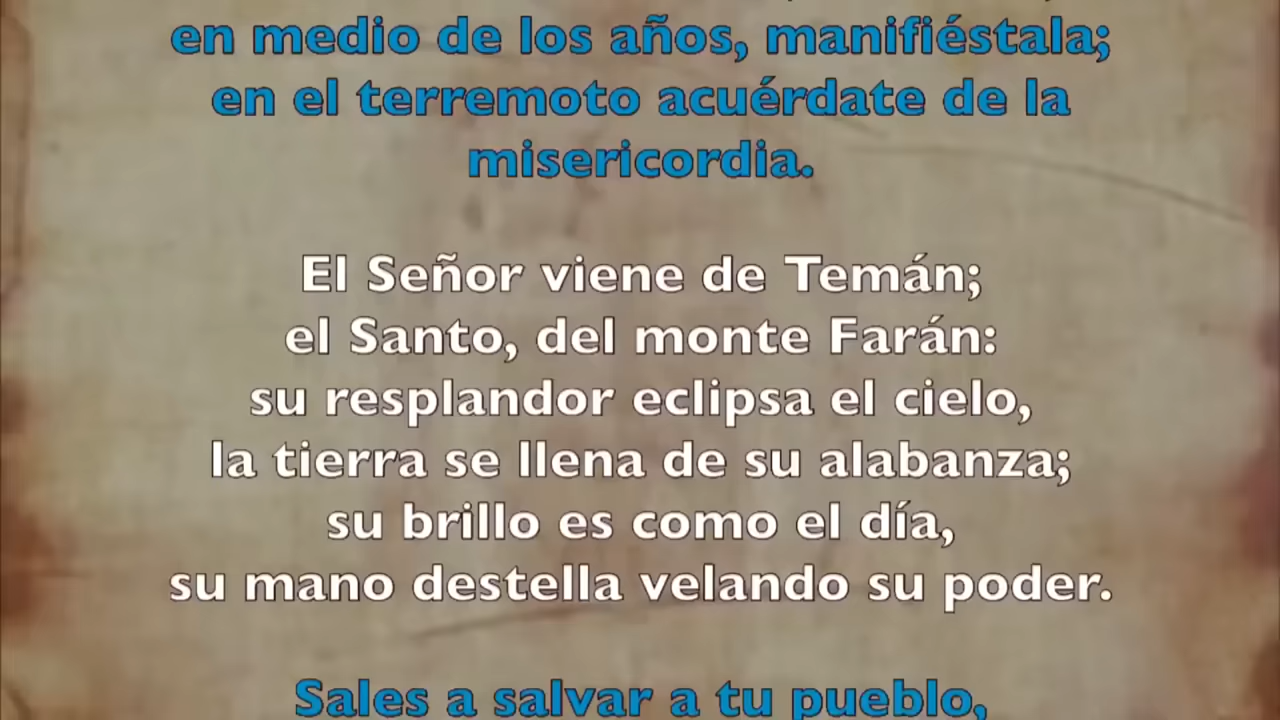 en medio de los años, manifiéstala;
en el terremoto acuérdate de la
misericordia.
El Señor viene de Temán;
el Santo, del monte Farán:
su resplandor eclipsa el cielo,
la tierra se llena de su alabanza;
su brillo es como el día,
su mano destella velando su poder.
Sales a salvar a tu pueblo,